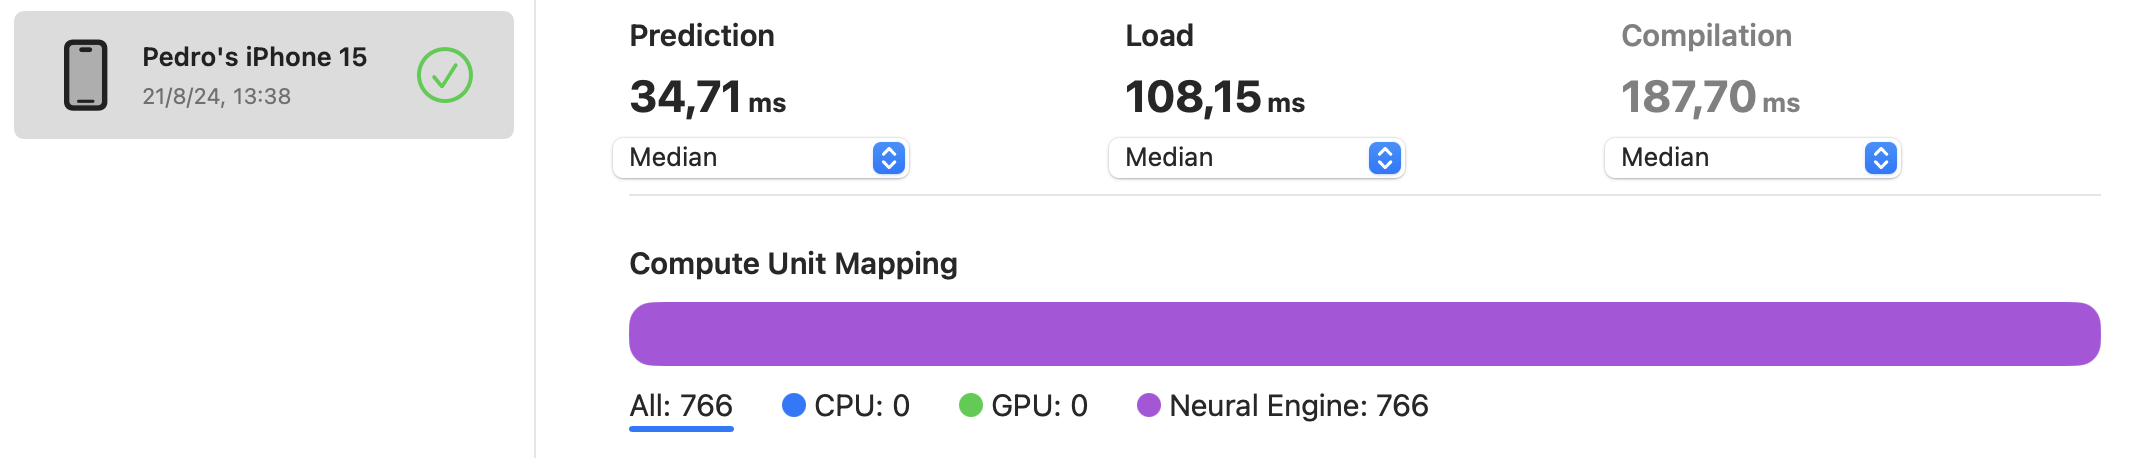 Pedro's iPhone 15
21/8/24, 13:38
Prediction
34,71 ms
Median
Load
108,15 ms
Median
Compilation
187,70 ms
Median
Compute Unit Mapping
All: 766 CPU: 0 GPU: 0 Neural Engine: 766